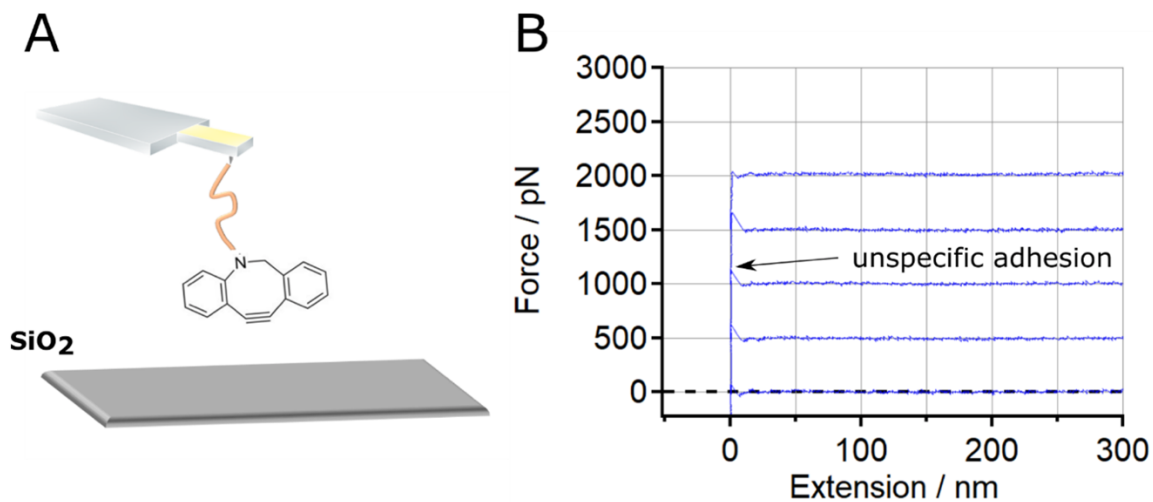 A
N
SiO2
B
Force / pN
3000
2500
2000
1500
1000
500
0
unspecific adhesion
0 100 200 300
Extension / nm